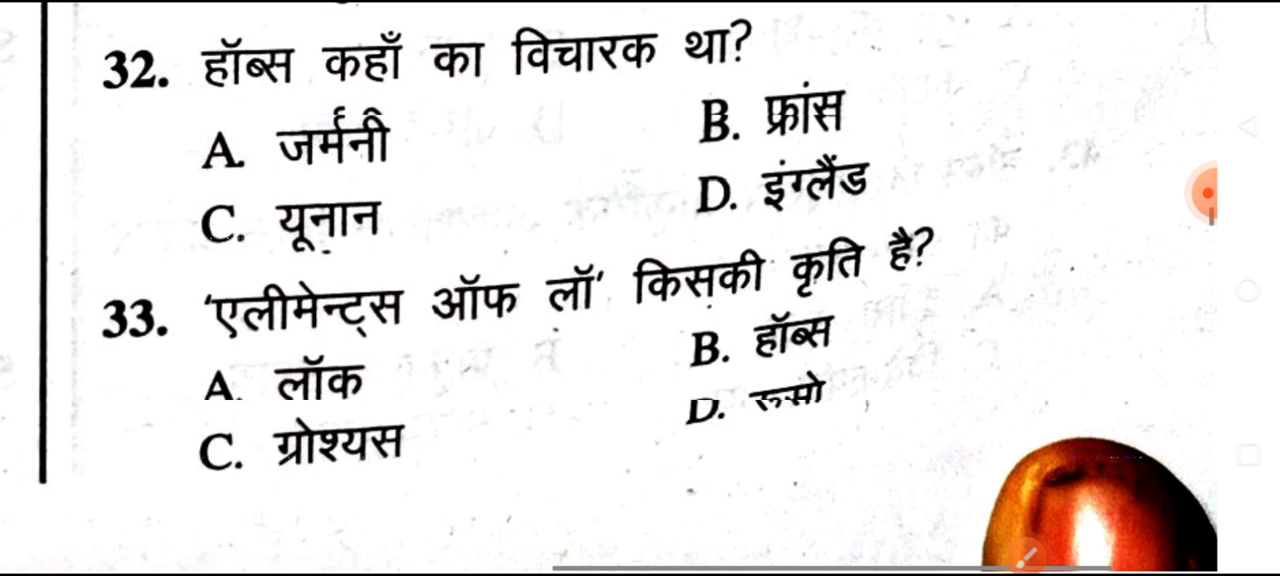 32. हॉब्स कहाँ का विचारक था?
A. जर्मनी
B. फ्रांस
C. यूनान
D. इंग्लैंड
33. 'एलीमेन्ट्स ऑफ लॉ' किसकी कृति है?
A. लॉक
B. हॉब्स
C. ग्रोश्यस
D. रूसो